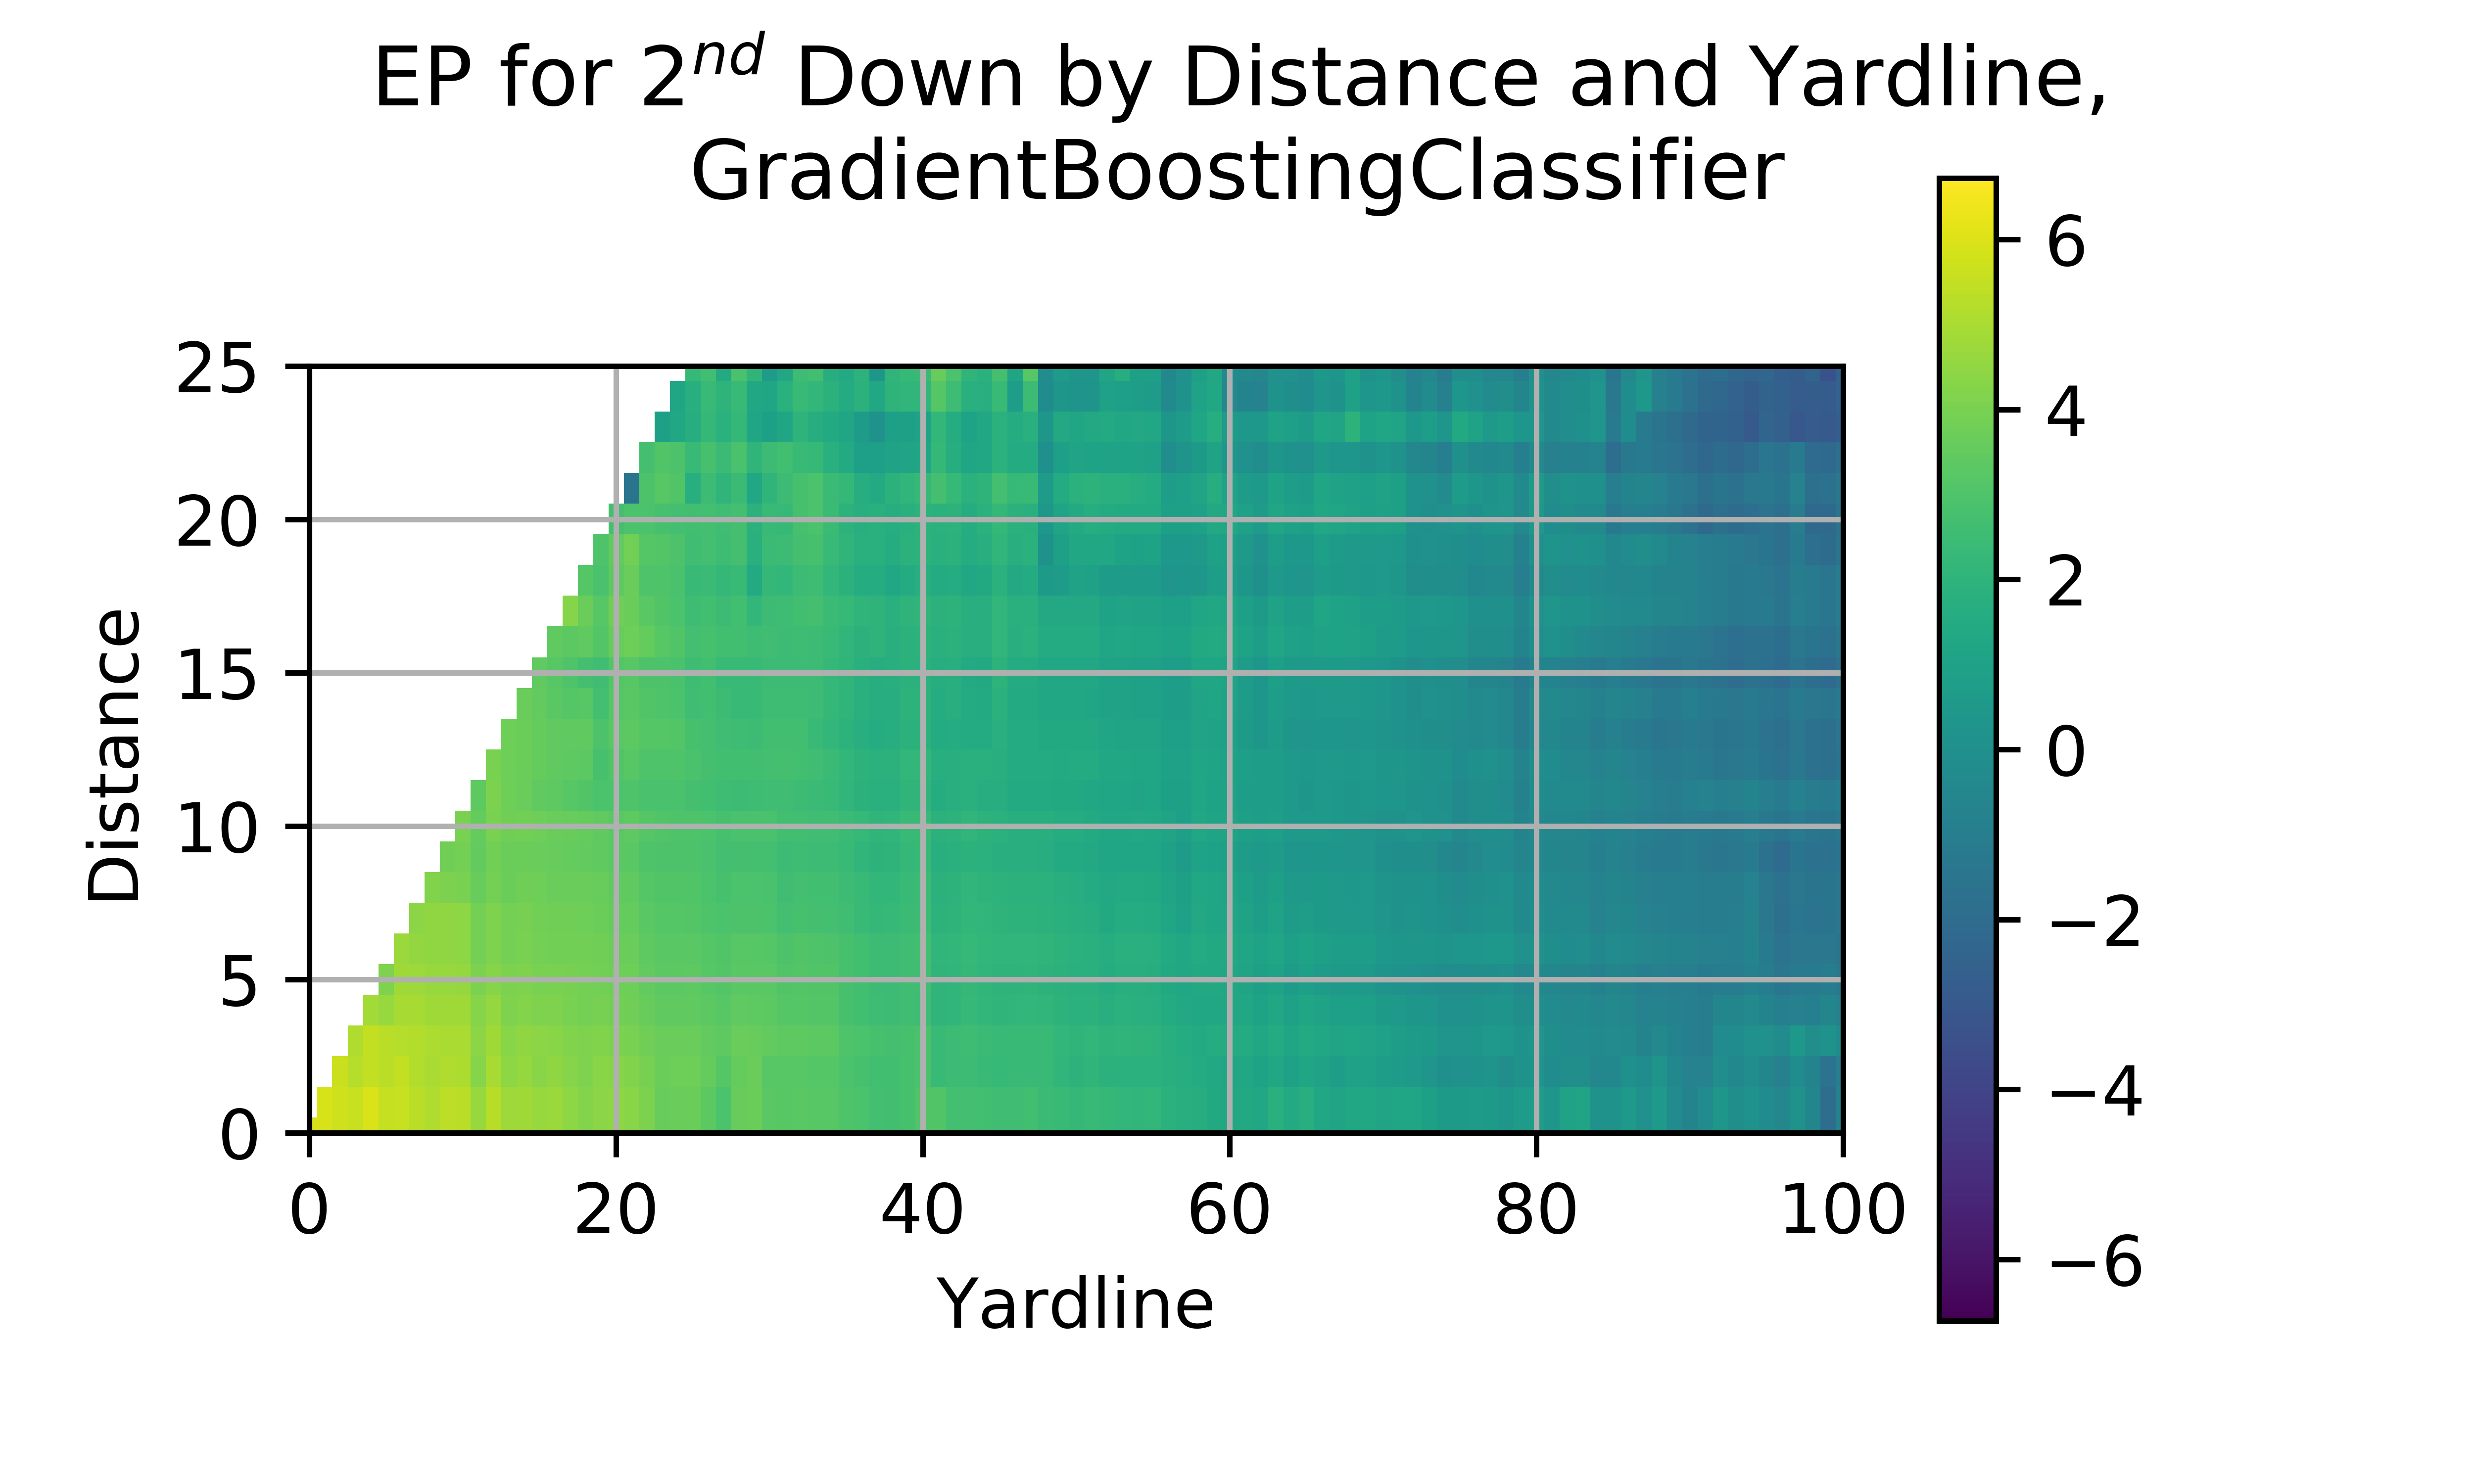 EP for 2nd Down by Distance and Yardline,
GradientBoostingClassifier
25
20
15
10
5
0
Distance
0 20 40 60 80 100
Yardline
6
4
2
0
−2
−4
−6